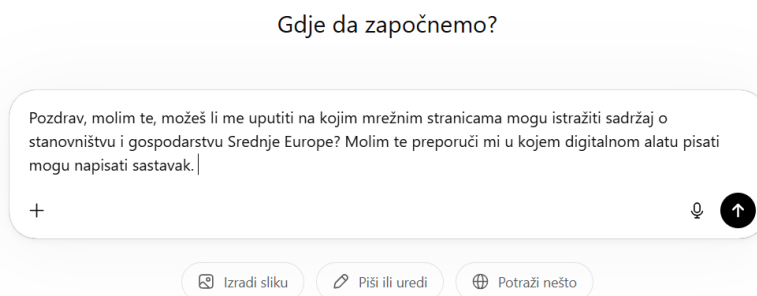 Gdje da započnemo?
Pozdrav, molim te, možeš li me uputiti na kojim mrežnim stranicama mogu istražiti sadržaj o
stanovništvu i gospodarstvu Srednje Europe? Molim te preporuči mi u kojem digitalnom alatu pisati
mogu napisati sastavak.
Izradi sliku
Piši ili uredi
Potraži nešto